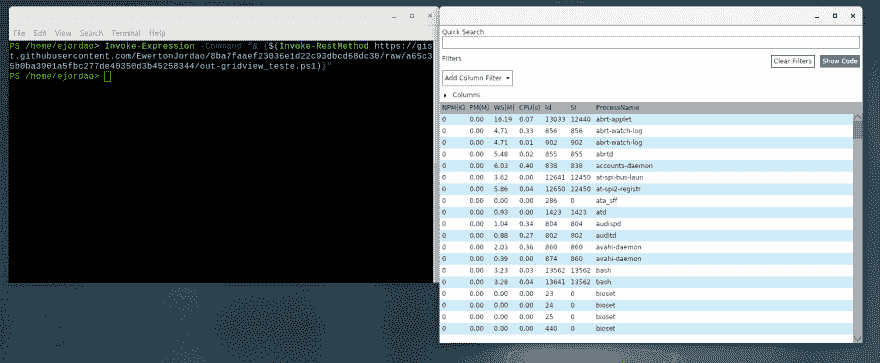 File Edit View Search Terminal Help
PS /home/ejordao> Invoke-Expression -Command "& {$(Invoke-RestMethod https://gis
t.githubusercontent.com/EwertonJordao/8ba7faaef23036e1d22c93dbcd68dc30/raw/a65c3
5b0ba3901a5fbc277de40350d3b45258344/out-gridview_teste.ps1)}"
PS /home/ejordao>
Quick Search
Filters
Clear Filters Show Code
Add Column Filter
Columns
NPM(K) PM(M) WS(M) CPU(s) Id SI ProcessName
0 0.00 16.19 0.07 13033 12440 abrt-applet
0 0.00 4.71 0.33 856 856 abrt-watch-log
0 0.00 4.71 0.01 902 902 abrt-watch-log
0 0.00 5.48 0.02 855 855 abrtd
0 0.00 6.03 0.40 838 838 accounts-daemon
0 0.00 3.62 0.00 12641 12450 at-spi-bus-laun
0 0.00 5.86 0.04 12650 12450 at-spi2-registr
0 0.00 0.00 0.00 286 0 ata_sff
0 0.00 0.93 0.00 1423 1423 atd
0 0.00 1.04 0.34 804 804 audispd
0 0.00 0.88 0.27 802 802 auditd
0 0.00 2.03 0.36 860 860 avahi-daemon
0 0.00 0.39 0.00 874 860 avahi-daemon
0 0.00 3.23 0.03 13562 13562 bash
0 0.00 3.28 0.04 13641 13562 bash
0 0.00 0.00 0.00 23 0 bioset
0 0.00 0.00 0.00 24 0 bioset
0 0.00 0.00 0.00 25 0 bioset
0 0.00 0.00 0.00 440 0 bioset